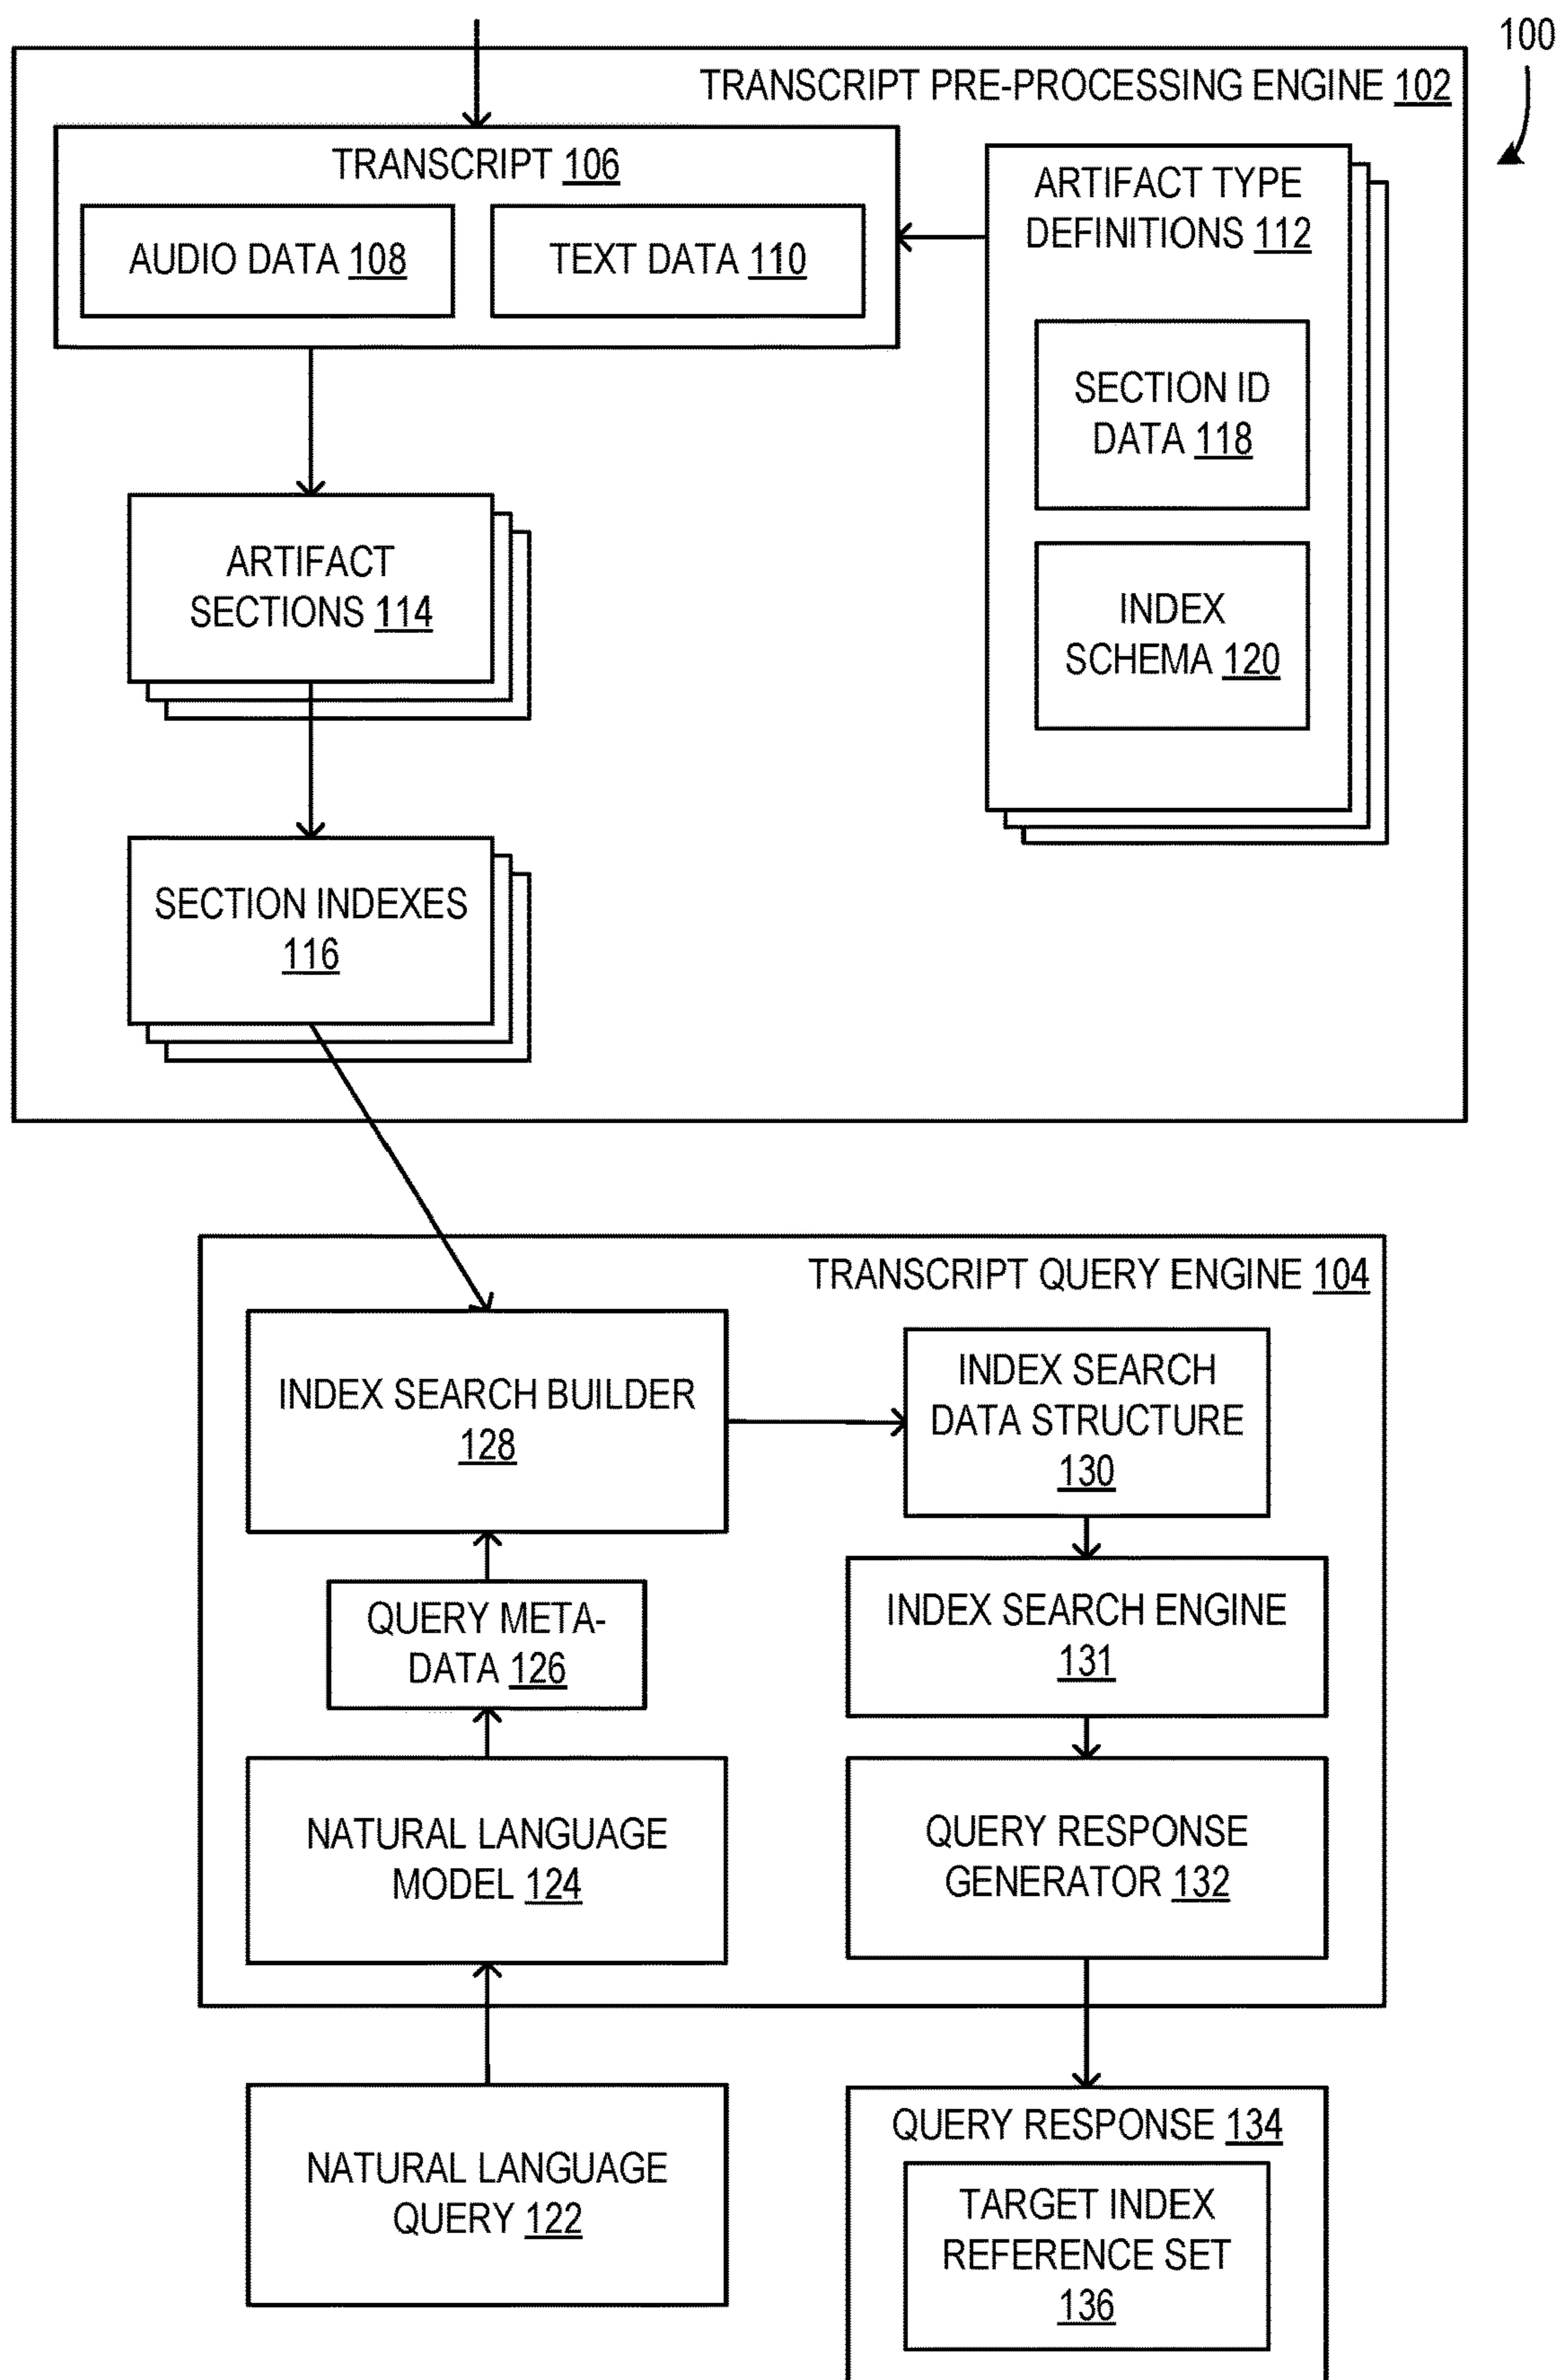 100
TRANSCRIPT PRE-PROCESSING ENGINE 102
TRANSCRIPT 106
AUDIO DATA 108
TEXT DATA 110
ARTIFACT TYPE
DEFINITIONS 112
SECTION ID
DATA 118
INDEX
SCHEMA 120
ARTIFACT
SECTIONS 114
SECTION INDEXES
116
TRANSCRIPT QUERY ENGINE 104
INDEX SEARCH BUILDER
128
INDEX SEARCH
DATA STRUCTURE
130
QUERY META-
DATA 126
INDEX SEARCH ENGINE
131
NATURAL LANGUAGE
MODEL 124
QUERY RESPONSE
GENERATOR 132
NATURAL LANGUAGE
QUERY 122
QUERY RESPONSE 134
TARGET INDEX
REFERENCE SET
136